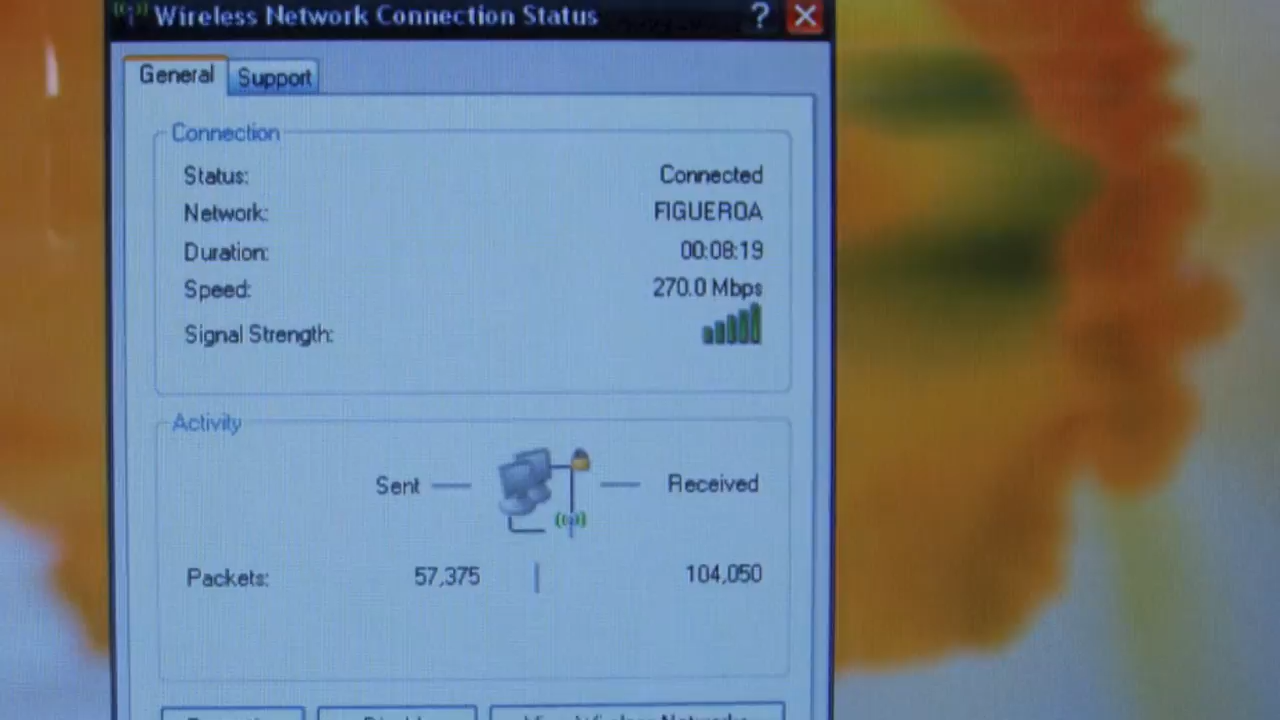 Wireless Network Connection Status ?
General Support
Connection
Status: Connected
Network: FIGUEROA
Duration: 00:08:19
Speed: 270.0 Mbps
Signal Strength:
Activity
Sent Received
Packets: 57,375 104,050